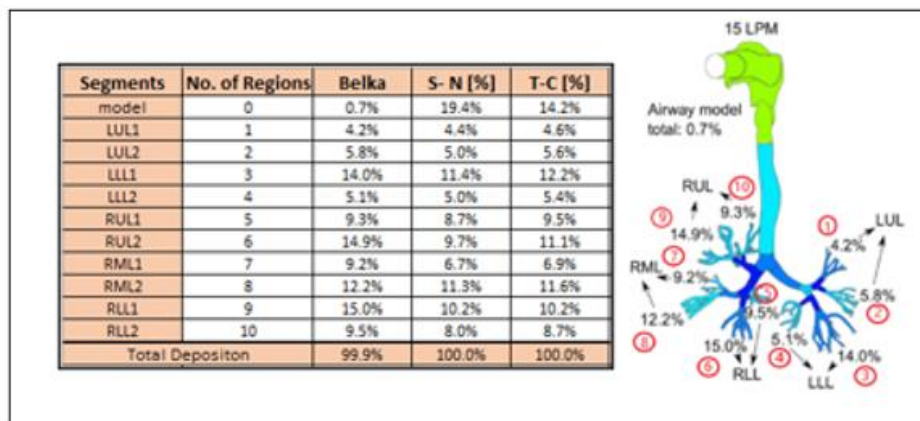 Segments No. of Regions Belka S- N [%] T-C [%]
model 0 0.7% 19.4% 14.2%
LUL1 1 4.2% 4.4% 4.6%
LUL2 2 5.8% 5.0% 5.6%
LLL1 3 14.0% 11.4% 12.2%
LLL2 4 5.1% 5.0% 5.4%
RUL1 5 9.3% 8.7% 9.5%
RUL2 6 14.9% 9.7% 11.1%
RML1 7 9.2% 6.7% 6.9%
RML2 8 12.2% 11.3% 11.6%
RLL1 9 15.0% 10.2% 10.2%
RLL2 10 9.5% 8.0% 8.7%
Total Depositon 99.9% 100.0% 100.0%
15 LPM
Airway model
total: 0.7%
RUL 10
9 9.3% 1 LUL
14.9% 4.2%
RML 7 9.2%
5 5.8%
9.5% 2
12.2% 15.0% 5.1%
8 4 14.0%
6 RLL LLL 3